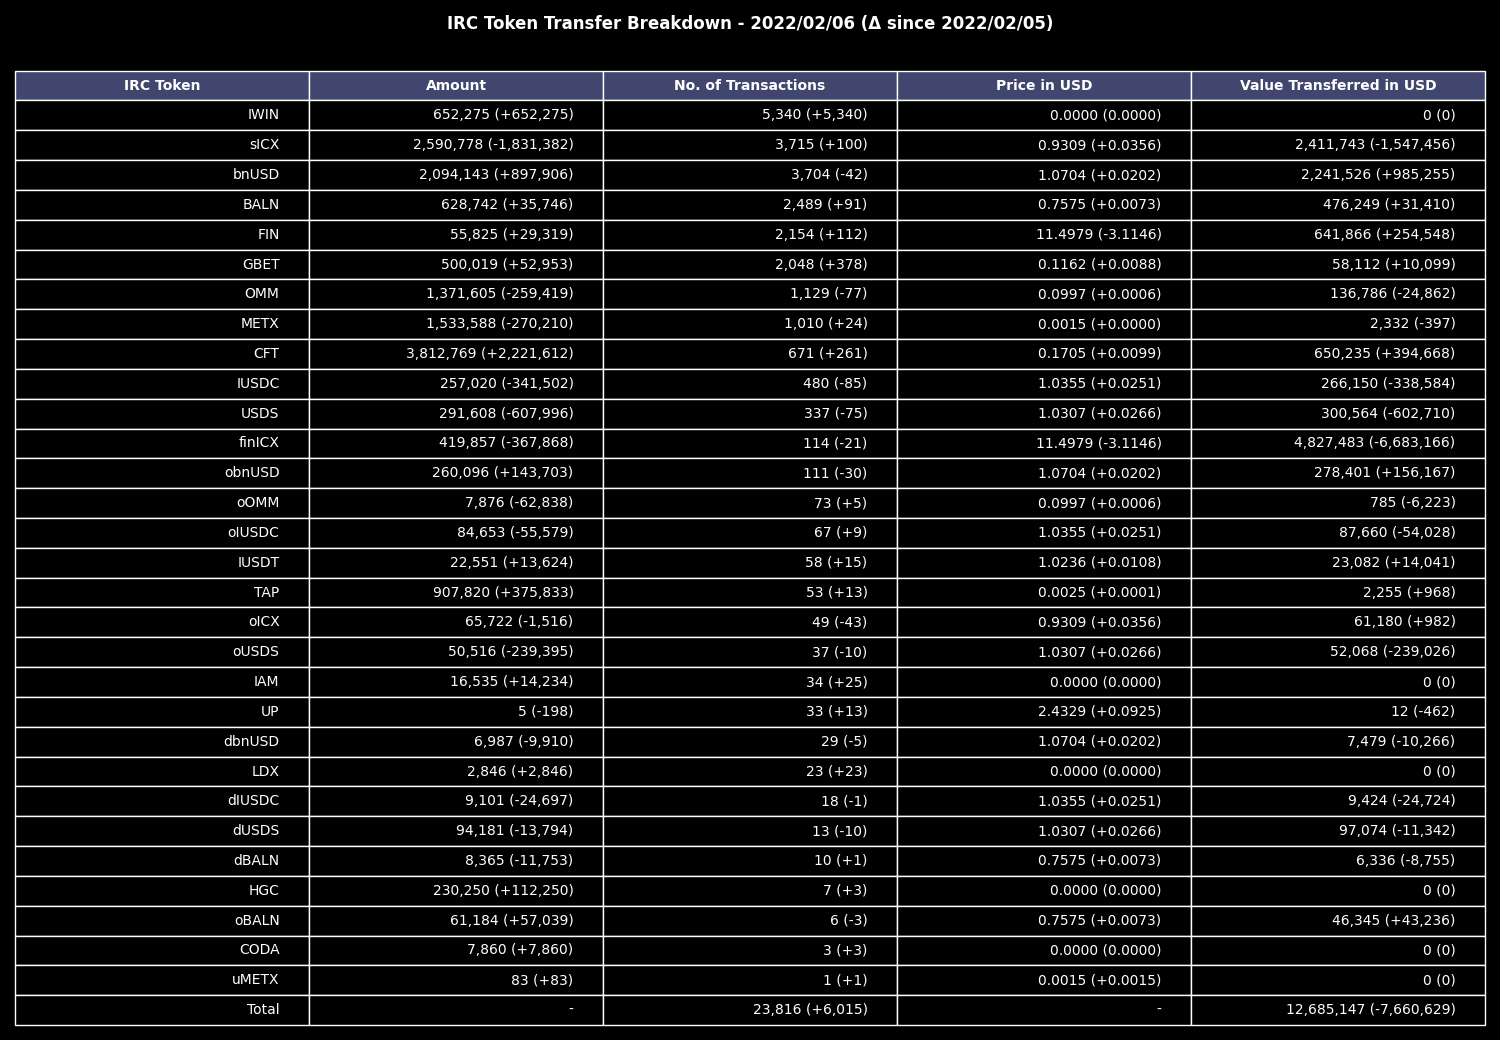 IRC Token Transfer Breakdown - 2022/02/06 (Δ since 2022/02/05)
IRC Token Amount No. of Transactions Price in USD Value Transferred in USD
IWIN 652,275 (+652,275) 5,340 (+5,340) 0.0000 (0.0000) 0 (0)
sICX 2,590,778 (-1,831,382) 3,715 (+100) 0.9309 (+0.0356) 2,411,743 (-1,547,456)
bnUSD 2,094,143 (+897,906) 3,704 (-42) 1.0704 (+0.0202) 2,241,526 (+985,255)
BALN 628,742 (+35,746) 2,489 (+91) 0.7575 (+0.0073) 476,249 (+31,410)
FIN 55,825 (+29,319) 2,154 (+112) 11.4979 (-3.1146) 641,866 (+254,548)
GBET 500,019 (+52,953) 2,048 (+378) 0.1162 (+0.0088) 58,112 (+10,099)
OMM 1,371,605 (-259,419) 1,129 (-77) 0.0997 (+0.0006) 136,786 (-24,862)
METX 1,533,588 (-270,210) 1,010 (+24) 0.0015 (+0.0000) 2,332 (-397)
CFT 3,812,769 (+2,221,612) 671 (+261) 0.1705 (+0.0099) 650,235 (+394,668)
IUSDC 257,020 (-341,502) 480 (-85) 1.0355 (+0.0251) 266,150 (-338,584)
USDS 291,608 (-607,996) 337 (-75) 1.0307 (+0.0266) 300,564 (-602,710)
finICX 419,857 (-367,868) 114 (-21) 11.4979 (-3.1146) 4,827,483 (-6,683,166)
obnUSD 260,096 (+143,703) 111 (-30) 1.0704 (+0.0202) 278,401 (+156,167)
oOMM 7,876 (-62,838) 73 (+5) 0.0997 (+0.0006) 785 (-6,223)
oIUSDC 84,653 (-55,579) 67 (+9) 1.0355 (+0.0251) 87,660 (-54,028)
IUSDT 22,551 (+13,624) 58 (+15) 1.0236 (+0.0108) 23,082 (+14,041)
TAP 907,820 (+375,833) 53 (+13) 0.0025 (+0.0001) 2,255 (+968)
oICX 65,722 (-1,516) 49 (-43) 0.9309 (+0.0356) 61,180 (+982)
oUSDS 50,516 (-239,395) 37 (-10) 1.0307 (+0.0266) 52,068 (-239,026)
IAM 16,535 (+14,234) 34 (+25) 0.0000 (0.0000) 0 (0)
UP 5 (-198) 33 (+13) 2.4329 (+0.0925) 12 (-462)
dbnUSD 6,987 (-9,910) 29 (-5) 1.0704 (+0.0202) 7,479 (-10,266)
LDX 2,846 (+2,846) 23 (+23) 0.0000 (0.0000) 0 (0)
dIUSDC 9,101 (-24,697) 18 (-1) 1.0355 (+0.0251) 9,424 (-24,724)
dUSDS 94,181 (-13,794) 13 (-10) 1.0307 (+0.0266) 97,074 (-11,342)
dBALN 8,365 (-11,753) 10 (+1) 0.7575 (+0.0073) 6,336 (-8,755)
HGC 230,250 (+112,250) 7 (+3) 0.0000 (0.0000) 0 (0)
oBALN 61,184 (+57,039) 6 (-3) 0.7575 (+0.0073) 46,345 (+43,236)
CODA 7,860 (+7,860) 3 (+3) 0.0000 (0.0000) 0 (0)
uMETX 83 (+83) 1 (+1) 0.0015 (+0.0015) 0 (0)
Total - 23,816 (+6,015) - 12,685,147 (-7,660,629)